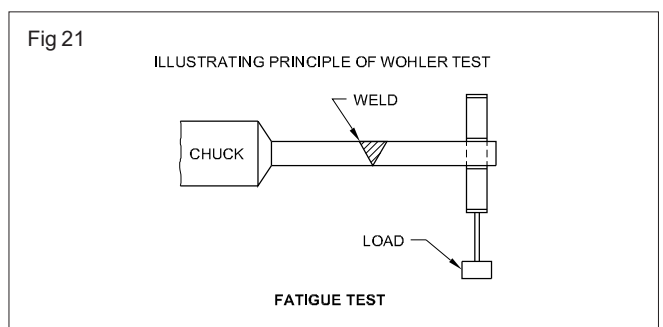 Fig 21
ILLUSTRATING PRINCIPLE OF WOHLER TEST
WELD
CHUCK
LOAD
FATIGUE TEST